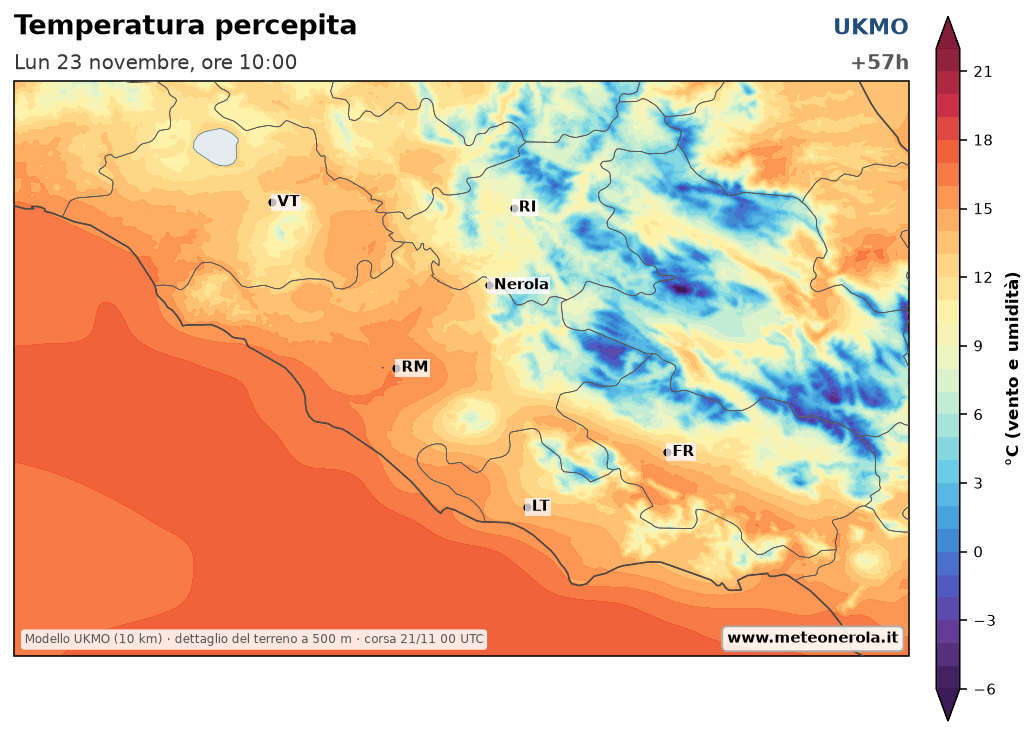 Temperatura percepita
UKMO
Lun 23 novembre, ore 10:00
+57h
VT
RI
Nerola
RM
FR
LT
Modello UKMO (10 km) · dettaglio del terreno a 500 m · corsa 21/11 00 UTC
www.meteonerola.it
21
18
15
12
9
6
3
0
−3
−6
°C (vento e umidità)